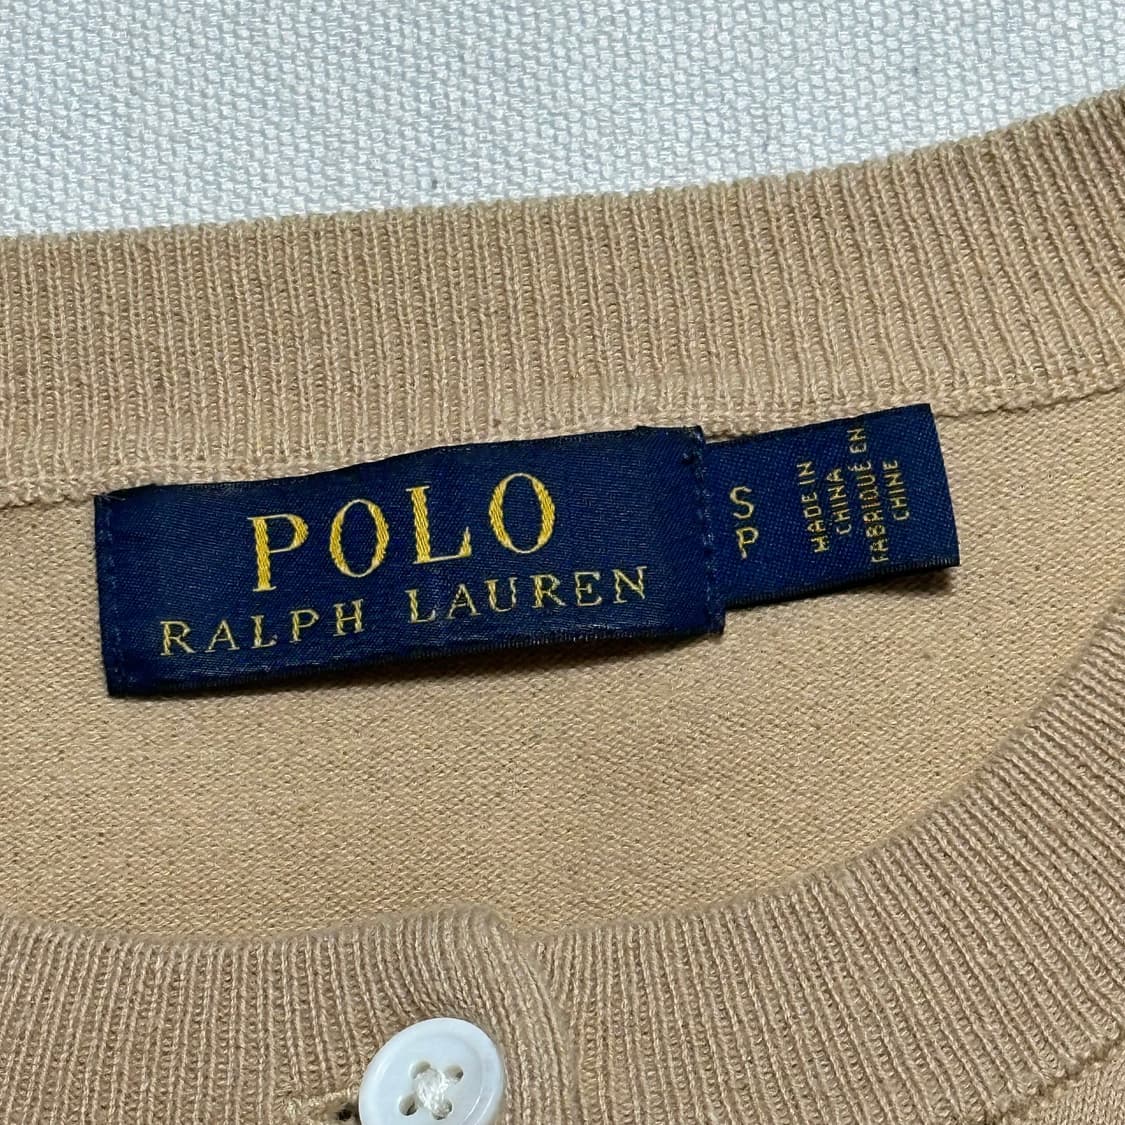 POLO
RALPH LAUREN
S
P
MADE IN
CHINA
FABRIQUÉ EN
CHINE